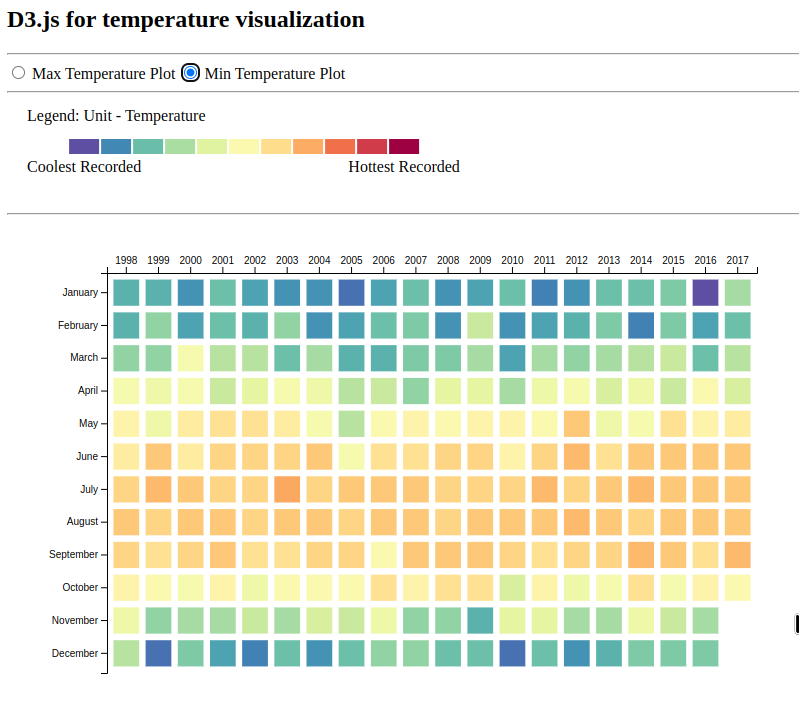 D3.js for temperature visualization
Max Temperature Plot Min Temperature Plot
Legend: Unit - Temperature
Coolest Recorded Hottest Recorded
1998 1999 2000 2001 2002 2003 2004 2005 2006 2007 2008 2009 2010 2011 2012 2013 2014 2015 2016 2017
January
February
March
April
May
June
July
August
September
October
November
December